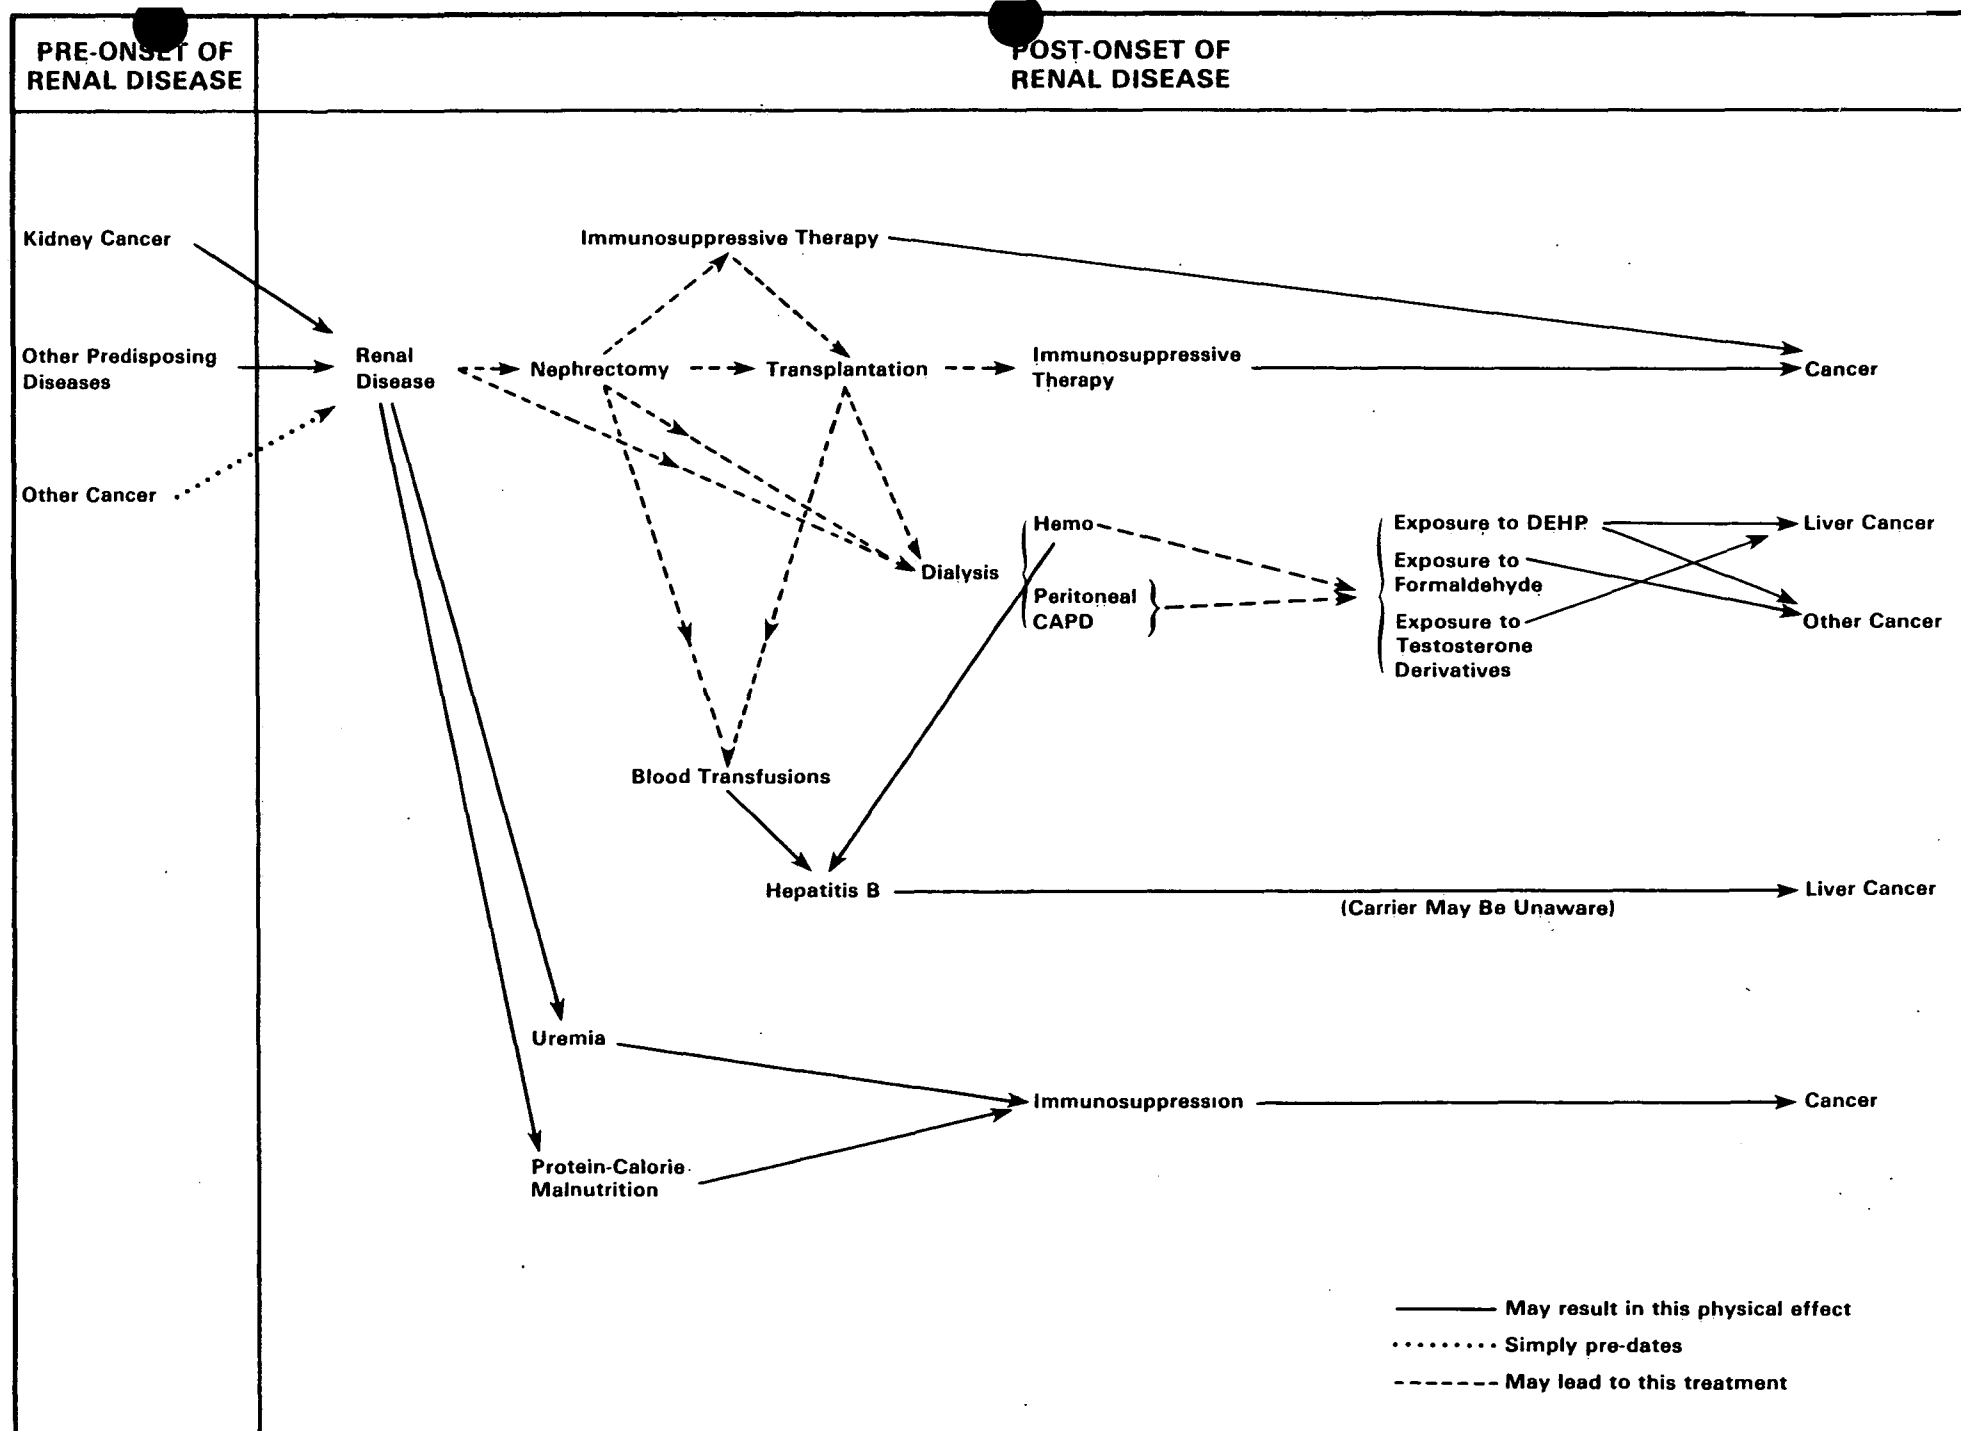 PRE-ONSET OF
RENAL DISEASE
POST-ONSET OF
RENAL DISEASE
Kidney Cancer
Immunosuppressive Therapy
Other Predisposing
Diseases
Renal
Disease
Nephrectomy
Transplantation
Immunosuppressive
Therapy
Cancer
Other Cancer
Dialysis
Hemo
Peritoneal
CAPD
Exposure to DEHP
Exposure to
Formaldehyde
Exposure to
Testosterone
Derivatives
Liver Cancer
Other Cancer
Blood Transfusions
Hepatitis B
(Carrier May Be Unaware)
Liver Cancer
Uremia
Immunosuppression
Cancer
Protein-Calorie
Malnutrition
May result in this physical effect
Simply pre-dates
May lead to this treatment